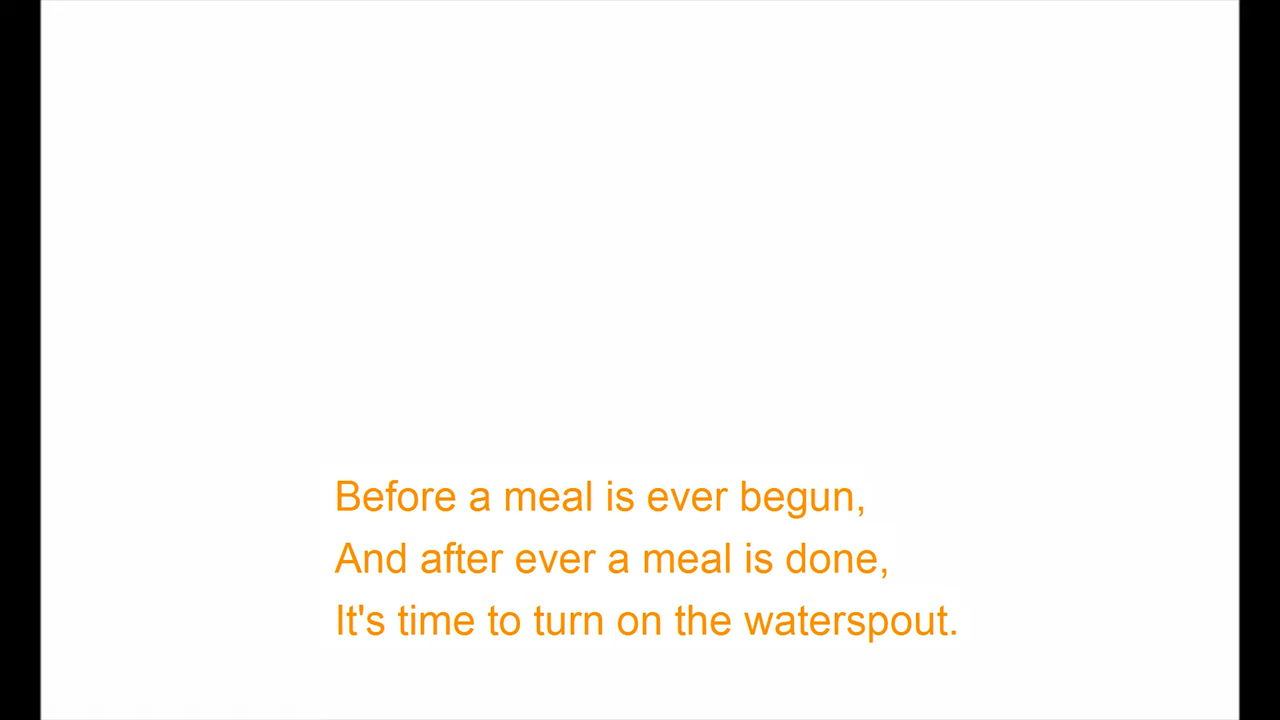 Before a meal is ever begun,
And after ever a meal is done,
It's time to turn on the waterspout.